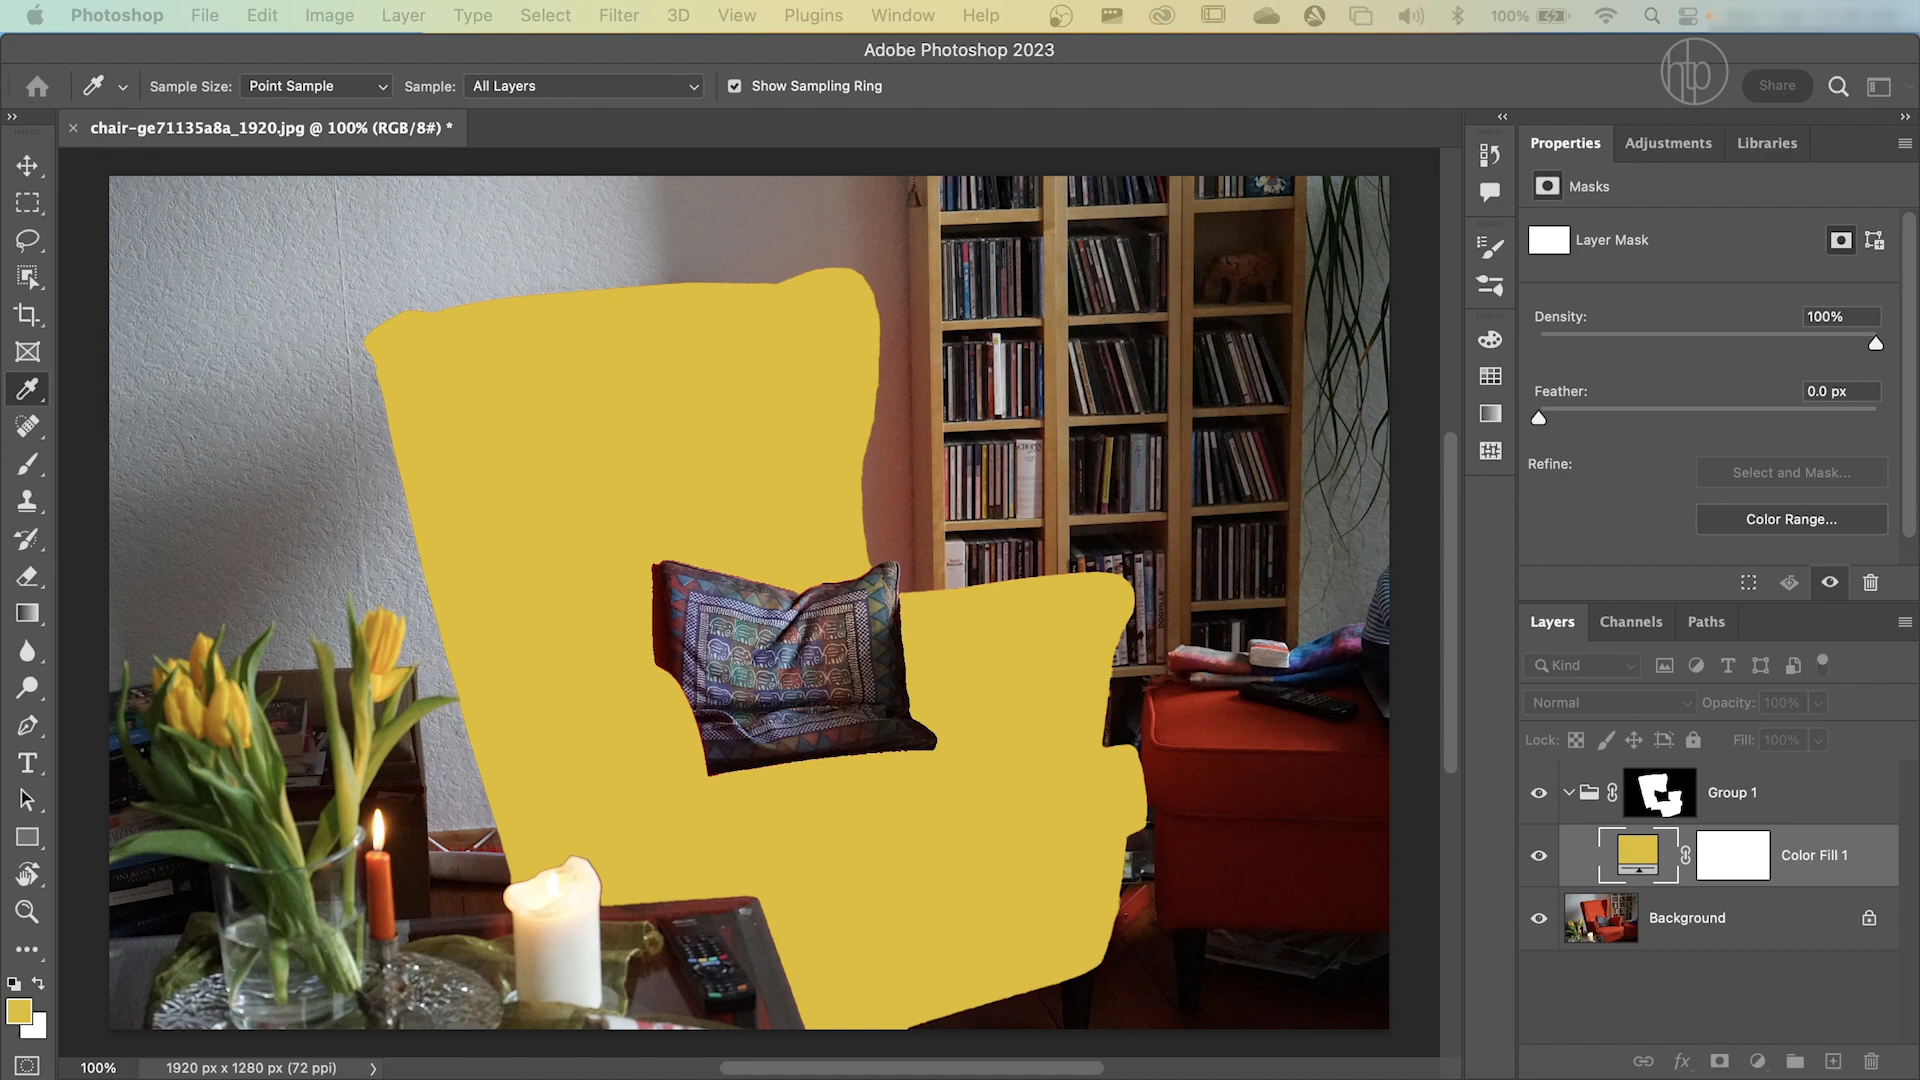 Photoshop File Edit Image Layer Type Select Filter 3D View Plugins Window Help 100%
Adobe Photoshop 2023
htp
Sample Size: Point Sample Sample: All Layers Show Sampling Ring Share
chair-ge71135a8a_1920.jpg @ 100% (RGB/8#) *
Properties Adjustments Libraries
Masks
Layer Mask
Density: 100%
Feather: 0.0 px
Refine:
Select and Mask...
Color Range...
Layers Channels Paths
Kind
Normal Opacity: 100%
Lock: Fill: 100%
Group 1
Color Fill 1
Background
fx
100% 1920 px x 1280 px (72 ppi)